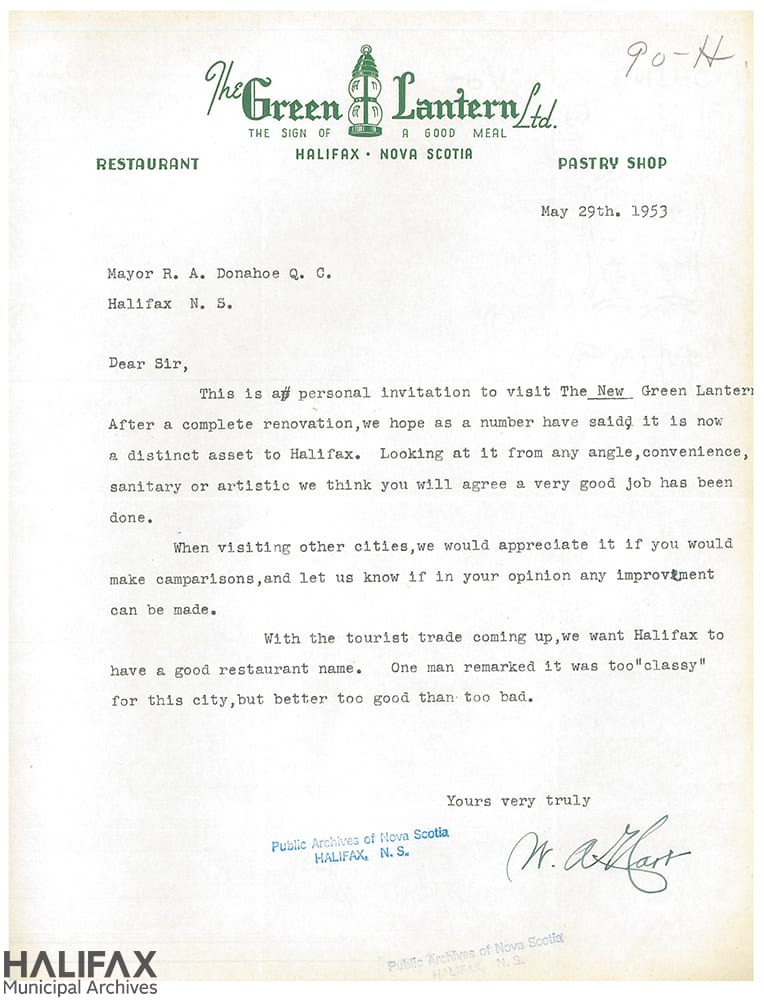 90-H
The Green Lantern Ltd.
THE SIGN OF A GOOD MEAL
HALIFAX • NOVA SCOTIA
RESTAURANT PASTRY SHOP
May 29th. 1953
Mayor R. A. Donahoe Q. C.
Halifax N. S.
Dear Sir,
This is a personal invitation to visit The New Green Lantern
After a complete renovation,we hope as a number have said, it is now
a distinct asset to Halifax. Looking at it from any angle,convenience,
sanitary or artistic we think you will agree a very good job has been
done.
When visiting other cities,we would appreciate it if you would
make camparisons,and let us know if in your opinion any improvement
can be made.
With the tourist trade coming up,we want Halifax to
have a good restaurant name. One man remarked it was too"classy"
for this city,but better too good than too bad.
Yours very truly
W. A. Hart
Public Archives of Nova Scotia
HALIFAX, N. S.
Public Archives of Nova Scotia
HALIFAX, N. S.
HALIFAX
Municipal Archives